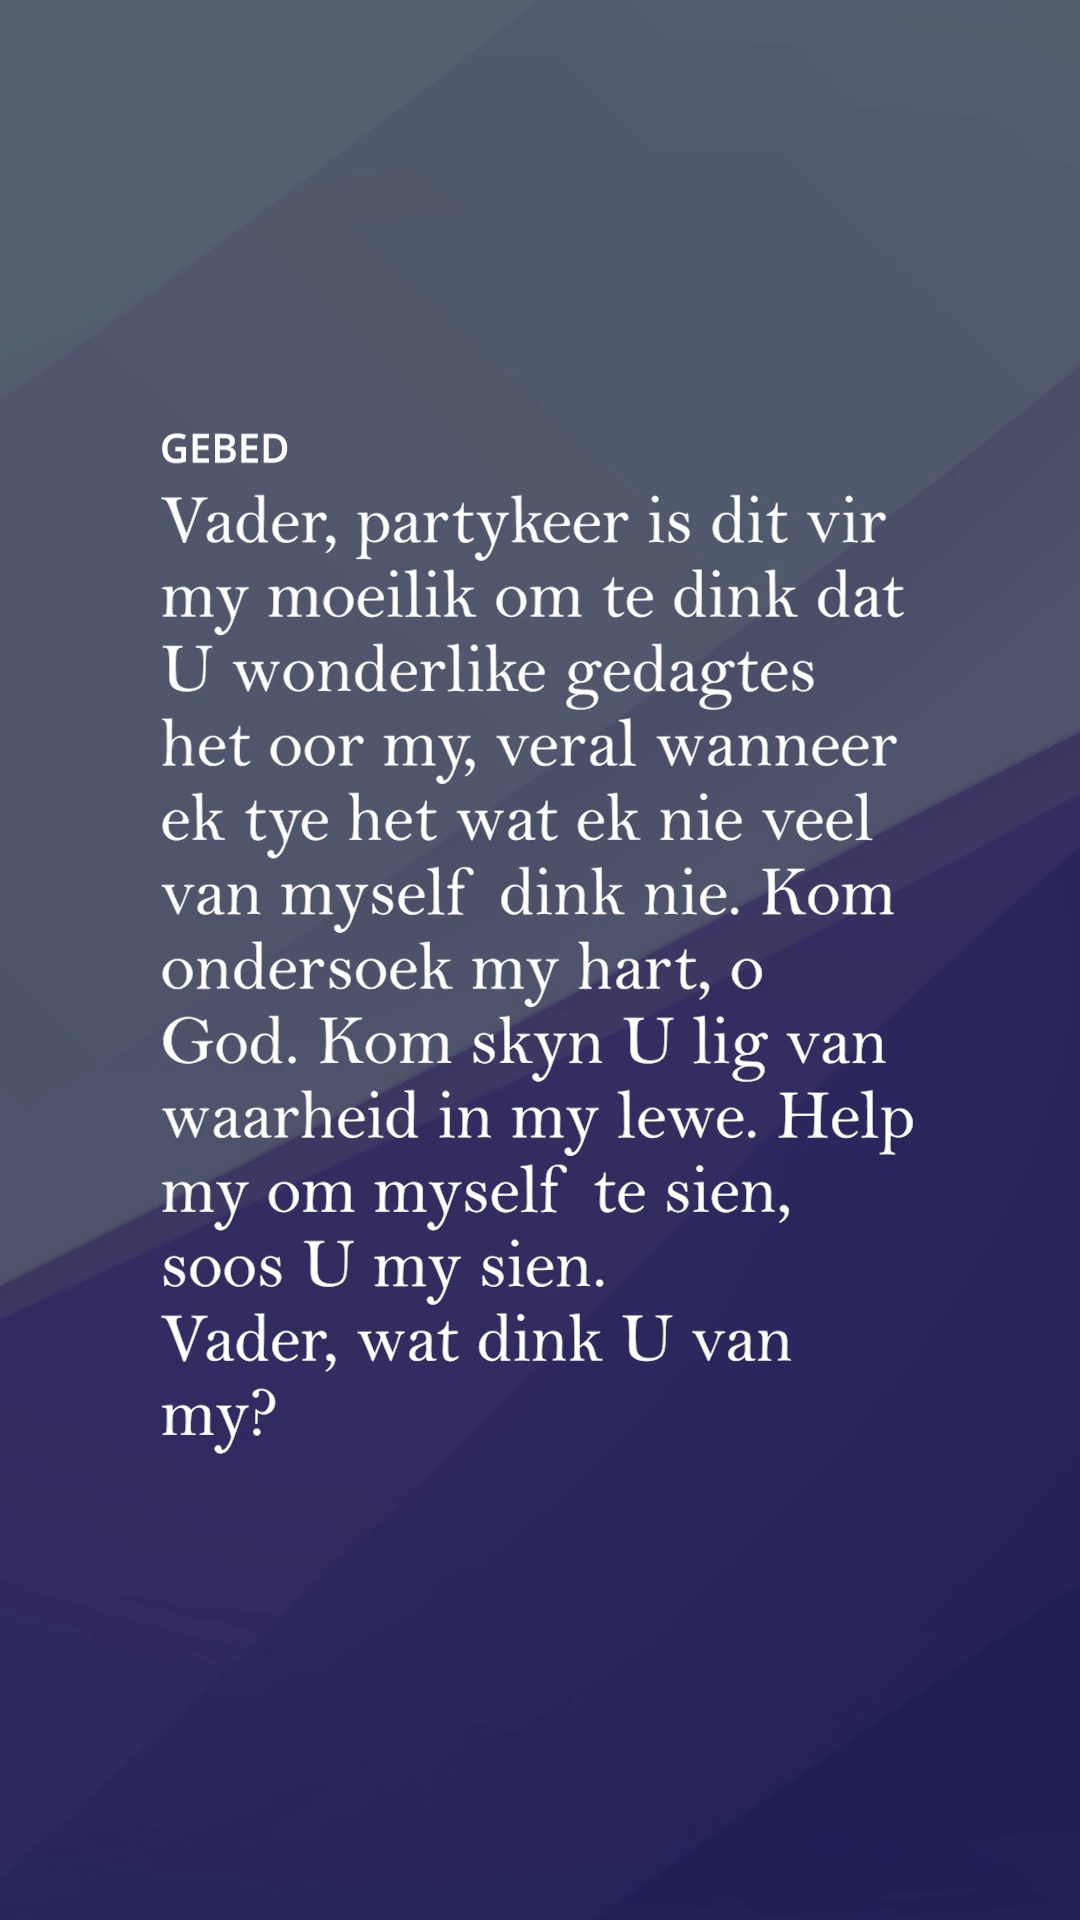 GEBED
Vader, partykeer is dit vir
my moeilik om te dink dat
U wonderlike gedagtes
het oor my, veral wanneer
ek tye het wat ek nie veel
van myself  dink nie. Kom
ondersoek my hart, o
God. Kom skyn U lig van
waarheid in my lewe. Help
my om myself  te sien,
soos U my sien.
Vader, wat dink U van
my?